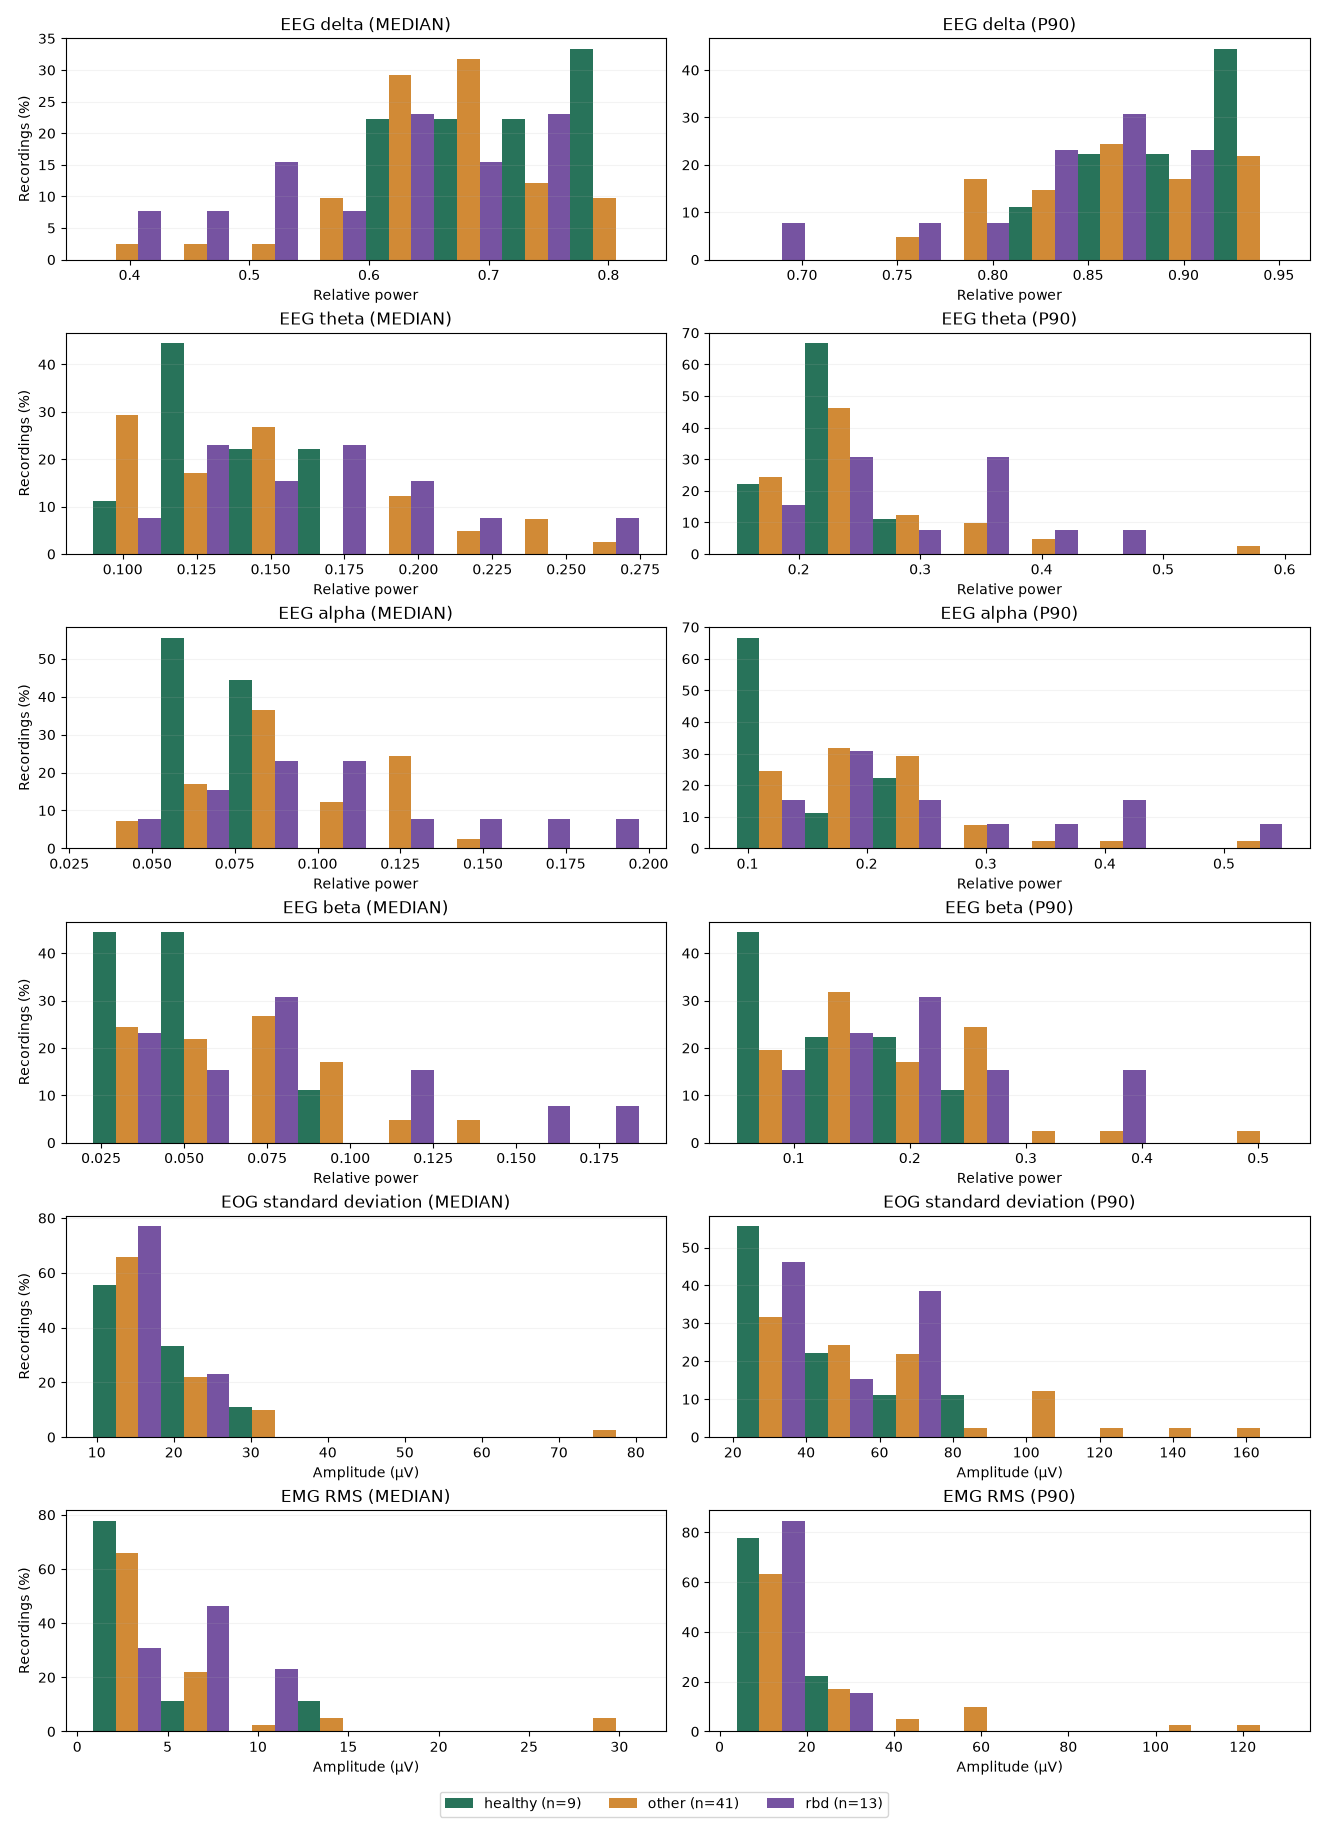 EEG delta (MEDIAN)
35
30
25
20
15
10
5
0
Recordings (%)
0.4 0.5 0.6 0.7 0.8
Relative power
EEG delta (P90)
40
30
20
10
0
0.70 0.75 0.80 0.85 0.90 0.95
Relative power
EEG theta (MEDIAN)
40
30
20
10
0
Recordings (%)
0.100 0.125 0.150 0.175 0.200 0.225 0.250 0.275
Relative power
EEG theta (P90)
70
60
50
40
30
20
10
0
0.2 0.3 0.4 0.5 0.6
Relative power
EEG alpha (MEDIAN)
50
40
30
20
10
0
Recordings (%)
0.025 0.050 0.075 0.100 0.125 0.150 0.175 0.200
Relative power
EEG alpha (P90)
70
60
50
40
30
20
10
0
0.1 0.2 0.3 0.4 0.5
Relative power
EEG beta (MEDIAN)
40
30
20
10
0
Recordings (%)
0.025 0.050 0.075 0.100 0.125 0.150 0.175
Relative power
EEG beta (P90)
40
30
20
10
0
0.1 0.2 0.3 0.4 0.5
Relative power
EOG standard deviation (MEDIAN)
80
60
40
20
0
Recordings (%)
10 20 30 40 50 60 70 80
Amplitude (µV)
EOG standard deviation (P90)
50
40
30
20
10
0
20 40 60 80 100 120 140 160
Amplitude (µV)
EMG RMS (MEDIAN)
80
60
40
20
0
Recordings (%)
0 5 10 15 20 25 30
Amplitude (µV)
EMG RMS (P90)
80
60
40
20
0
0 20 40 60 80 100 120
Amplitude (µV)
healthy (n=9) other (n=41) rbd (n=13)